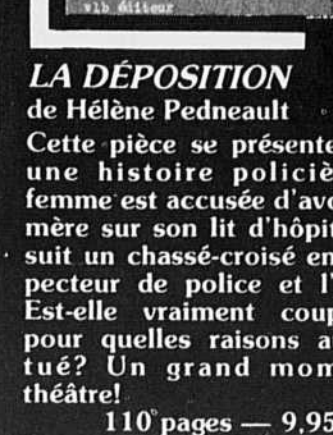 vlb éditeur
LA DÉPOSITION
de Hélène Pedneault
Cette pièce se présente
une histoire policiè
femme est accusée d'avo
mère sur son lit d'hôpit
suit un chassé-croisé en
pecteur de police et l'
Est-elle vraiment coup
pour quelles raisons a
tué? Un grand mom
théâtre!
110 pages — 9,95